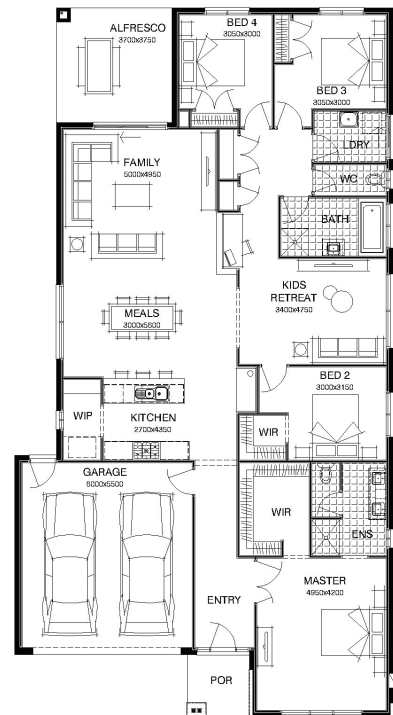 ALFRESCO
3700x3750
BED 4
3050x3000
BED 3
3050x3000
LDRY
FAMILY
5000x4950
WC
BATH
KIDS
RETREAT
3400x4750
MEALS
3000x5600
BED 2
3000x3150
WIP
KITCHEN
2700x4350
WIR
GARAGE
6000x5500
WIR
ENS
MASTER
4950x4200
ENTRY
POR